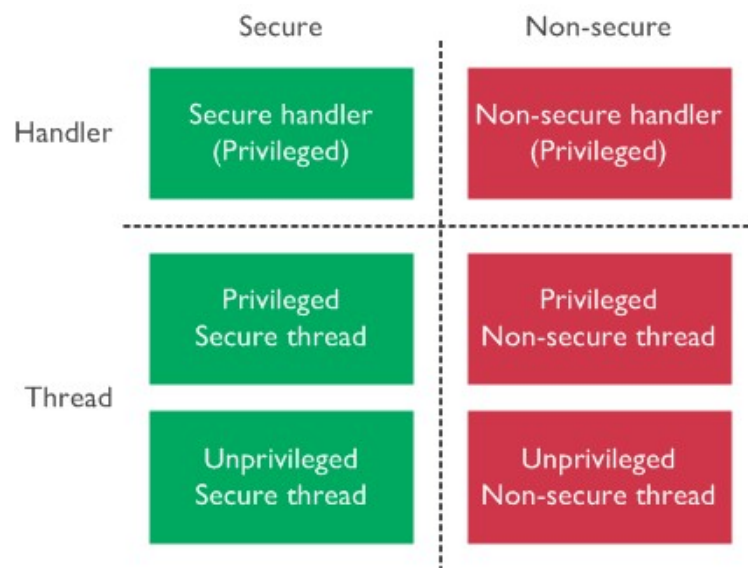 Secure
Non-secure
Handler
Secure handler
(Privileged)
Non-secure handler
(Privileged)
Thread
Privileged
Secure thread
Privileged
Non-secure thread
Unprivileged
Secure thread
Unprivileged
Non-secure thread